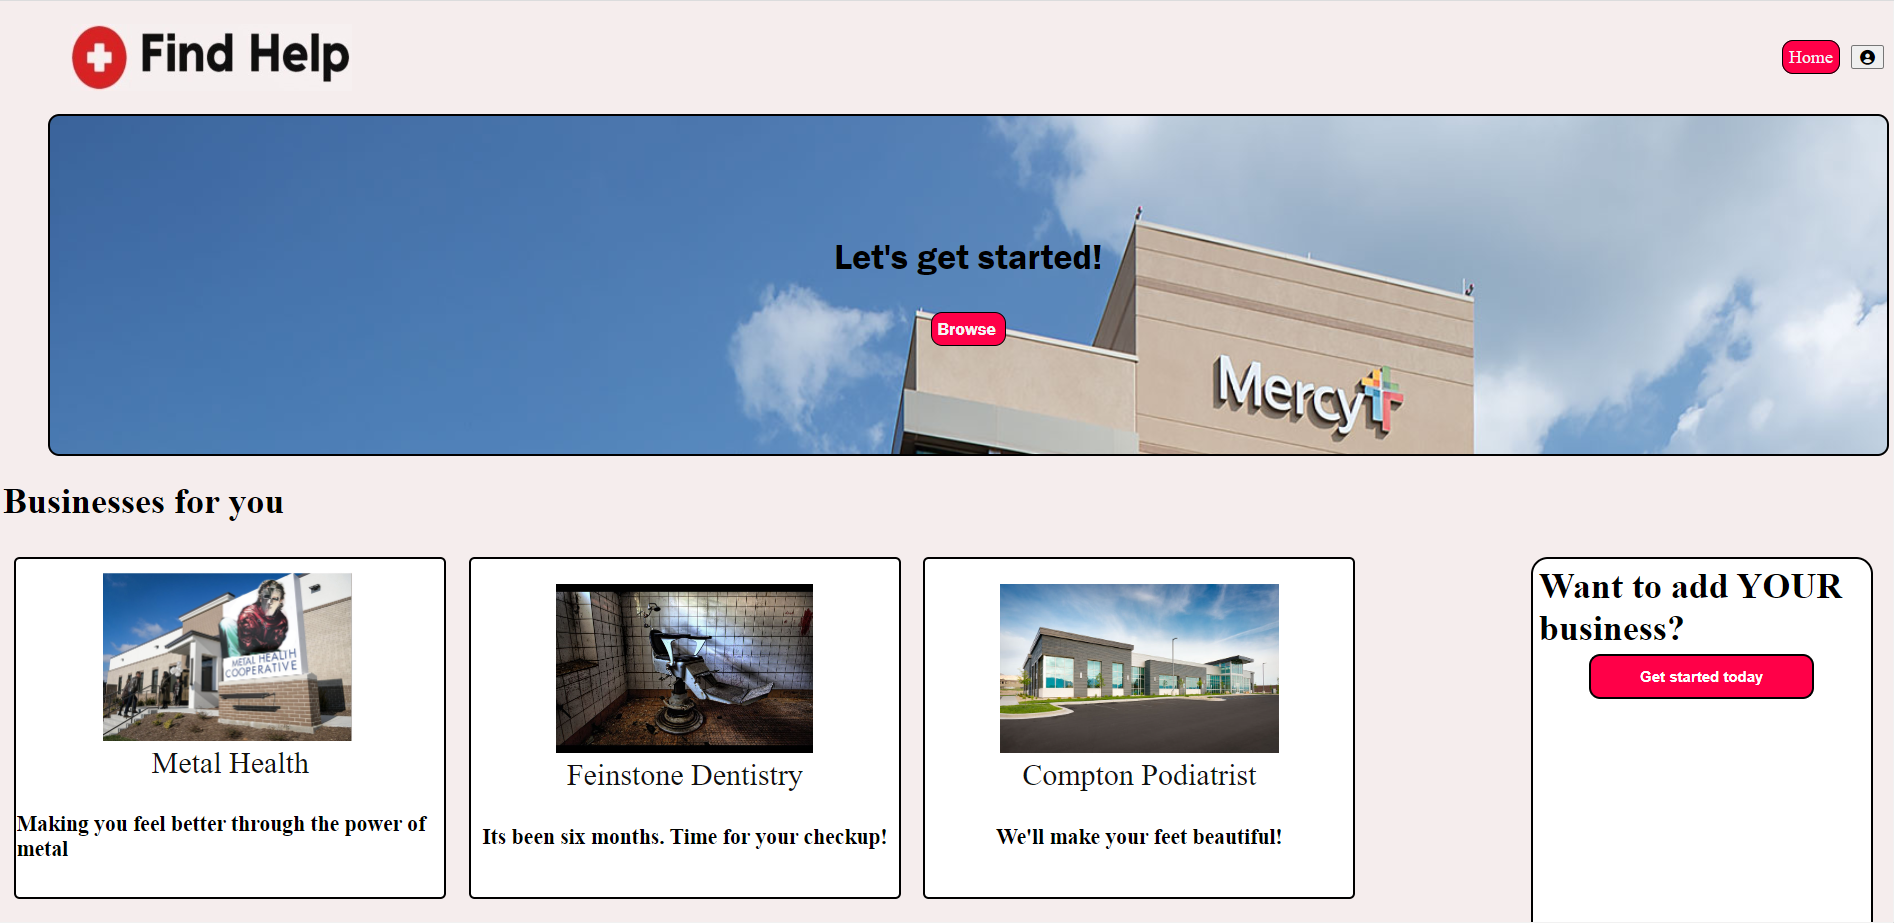 Find Help
Home
Let's get started!
Browse
Mercy
Businesses for you
METAL HEALTH
COOPERATIVE
Metal Health
Making you feel better through the power of
metal
Feinstone Dentistry
Its been six months. Time for your checkup!
Compton Podiatrist
We'll make your feet beautiful!
Want to add YOUR
business?
Get started today